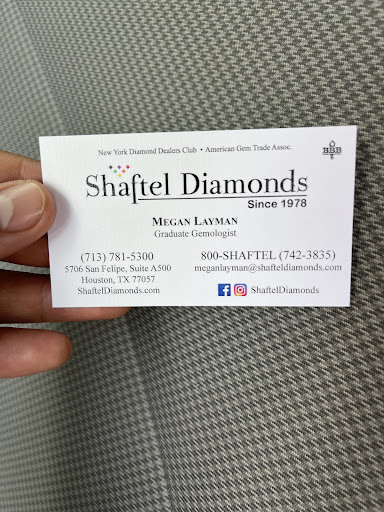 New York Diamond Dealers Club • American Gem Trade Assoc.
BBB
Shaftel Diamonds
Since 1978
MEGAN LAYMAN
Graduate Gemologist
(713) 781-5300
5706 San Felipe, Suite A500
Houston, TX 77057
ShaftelDiamonds.com
800-SHAFTEL (742-3835)
meganlayman@shafteldiamonds.com
ShaftelDiamonds